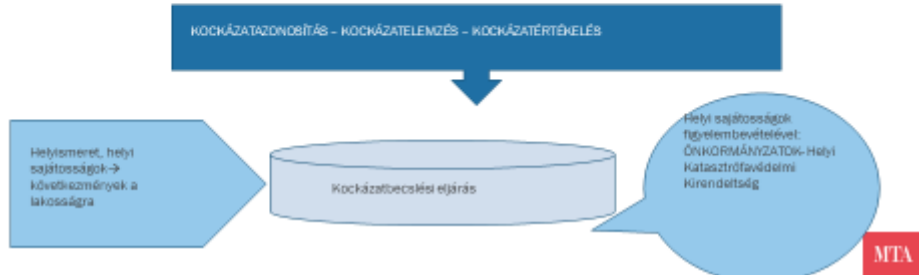 KOCKÁZATAZONOSÍTÁS – KOCKÁZATELEMZÉS – KOCKÁZATÉRTÉKELÉS
Helyismeret, helyi
sajátosságok→
következmények a
lakosságra
Kockázatbecslési eljárás
Helyi sajátosságok
figyelembevételével:
ÖNKORMÁNYZATOK-Helyi
Katasztrófavédelmi
Kirendeltség
MTA